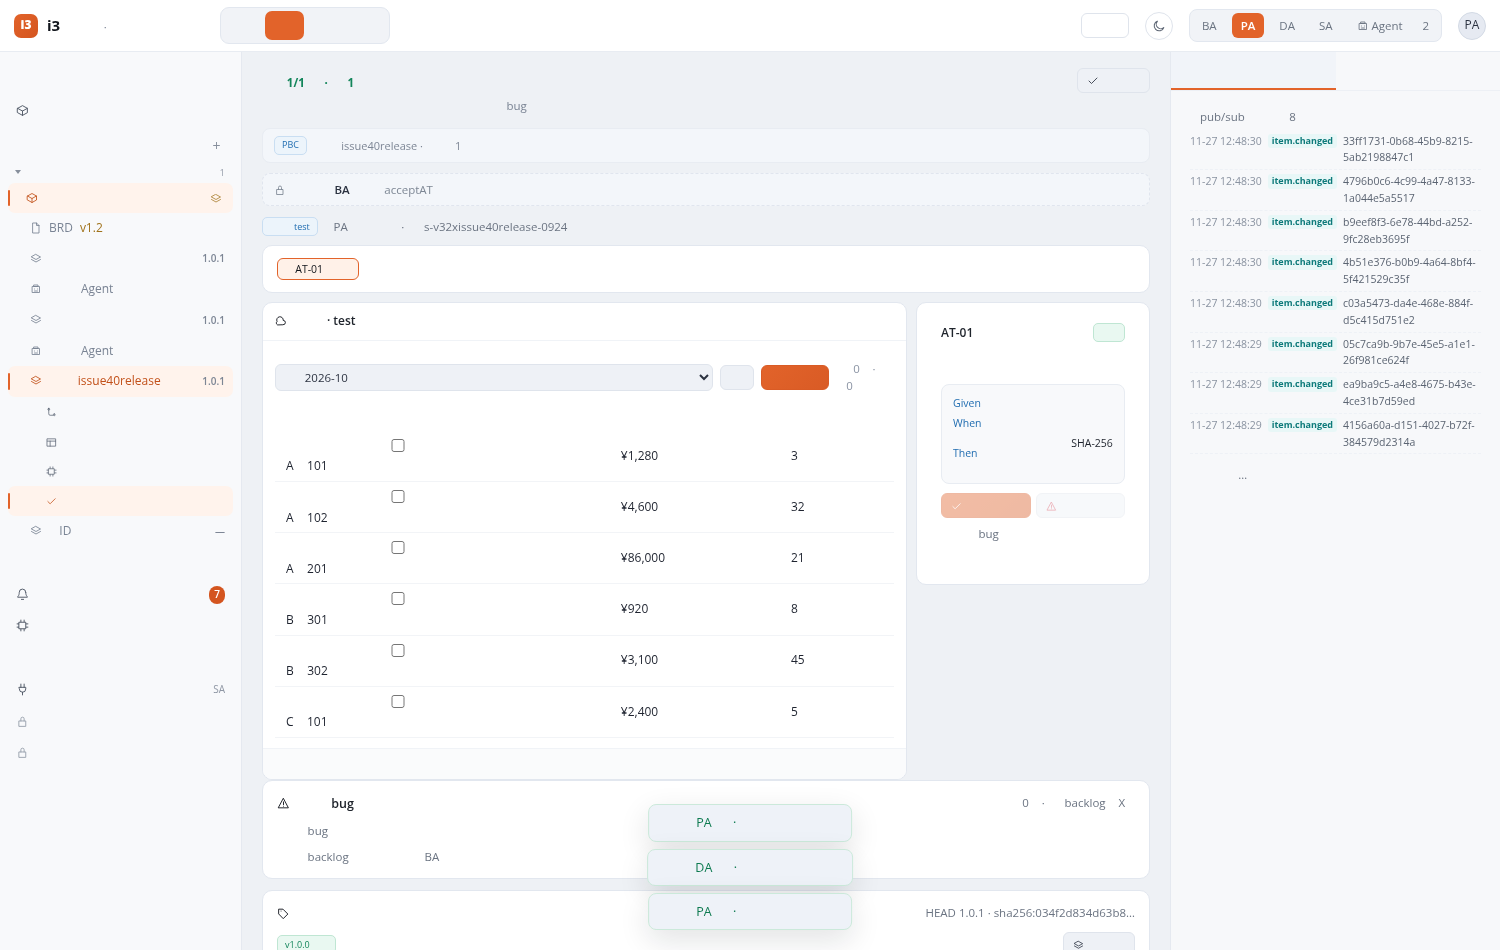 i3 i3 ·
BA PA DA SA Agent 2 PA
+
1
BRD v1.2
1.0.1
Agent
1.0.1
Agent
issue40release 1.0.1
ID —
7
SA
1/1 · 1
bug
PBC issue40release · 1
BA acceptAT
test PA · s-v32xissue40release-0924
AT-01
· test
2026-10
0 ·
0
A 101 ¥1,280 3
A 102 ¥4,600 32
A 201 ¥86,000 21
B 301 ¥920 8
B 302 ¥3,100 45
C 101 ¥2,400 5
AT-01
Given
When
SHA-256
Then
bug
bug 0 · backlog X
bug
backlog BA
PA ·
DA ·
PA ·
HEAD 1.0.1 · sha256:034f2d834d63b8...
v1.0.0
pub/sub 8
11-27 12:48:30 item.changed 33ff1731-0b68-45b9-8215-
5ab2198847c1
11-27 12:48:30 item.changed 4796b0c6-4c99-4a47-8133-
1a044e5a5517
11-27 12:48:30 item.changed b9eef8f3-6e78-44bd-a252-
9fc28eb3695f
11-27 12:48:30 item.changed 4b51e376-b0b9-4a64-8bf4-
5f421529c35f
11-27 12:48:30 item.changed c03a5473-da4e-468e-884f-
d5c415d751e2
11-27 12:48:29 item.changed 05c7ca9b-9b7e-45e5-a1e1-
26f981ce624f
11-27 12:48:29 item.changed ea9ba9c5-a4e8-4675-b43e-
4ce31b7d59ed
11-27 12:48:29 item.changed 4156a60a-d151-4027-b72f-
384579d2314a
...